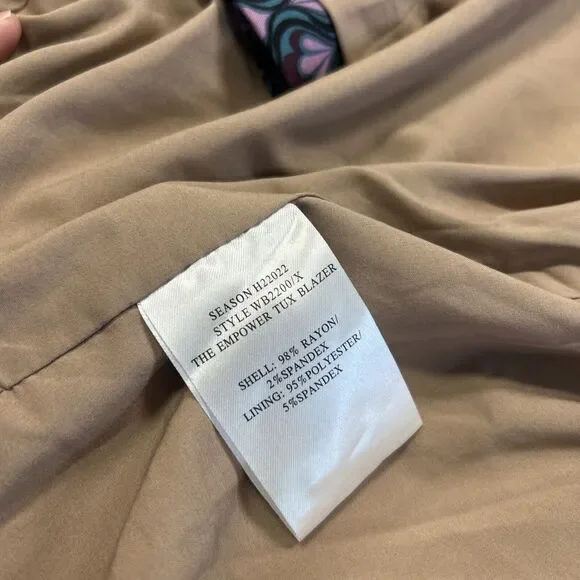 SEASON H22022
STYLE WB2200/X
THE EMPOWER TUX BLAZER
SHELL: 98% RAYON/
2%SPANDEX
LINING: 95%POLYESTER/
5%SPANDEX